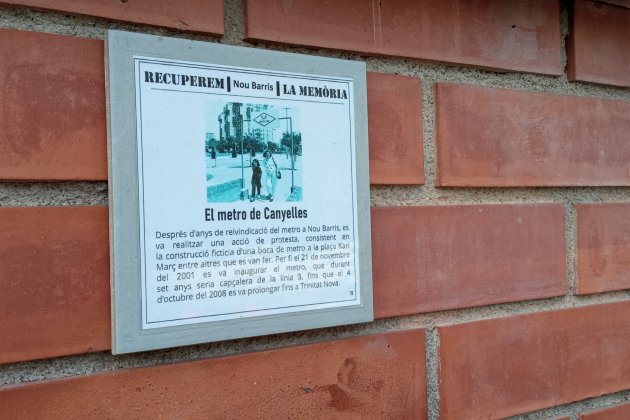 RECUPEREM Nou Barris LA MEMÒRIA
El metro de Canyelles
Després d'anys de reivindicació del metro a Nou Barris, es
va realitzar una acció de protesta, consistent en
la construcció ficticia d'una boca de metro a la plaça Karl
Març entre altres que es van fer. Per fi el 21 de novembre
del 2001 es va inaugurar el metro, que durant
set anys seria capçalera de la línia 3, fins que el 4
d'octubre del 2008 es va prolongar fins a Trinitat Nova.